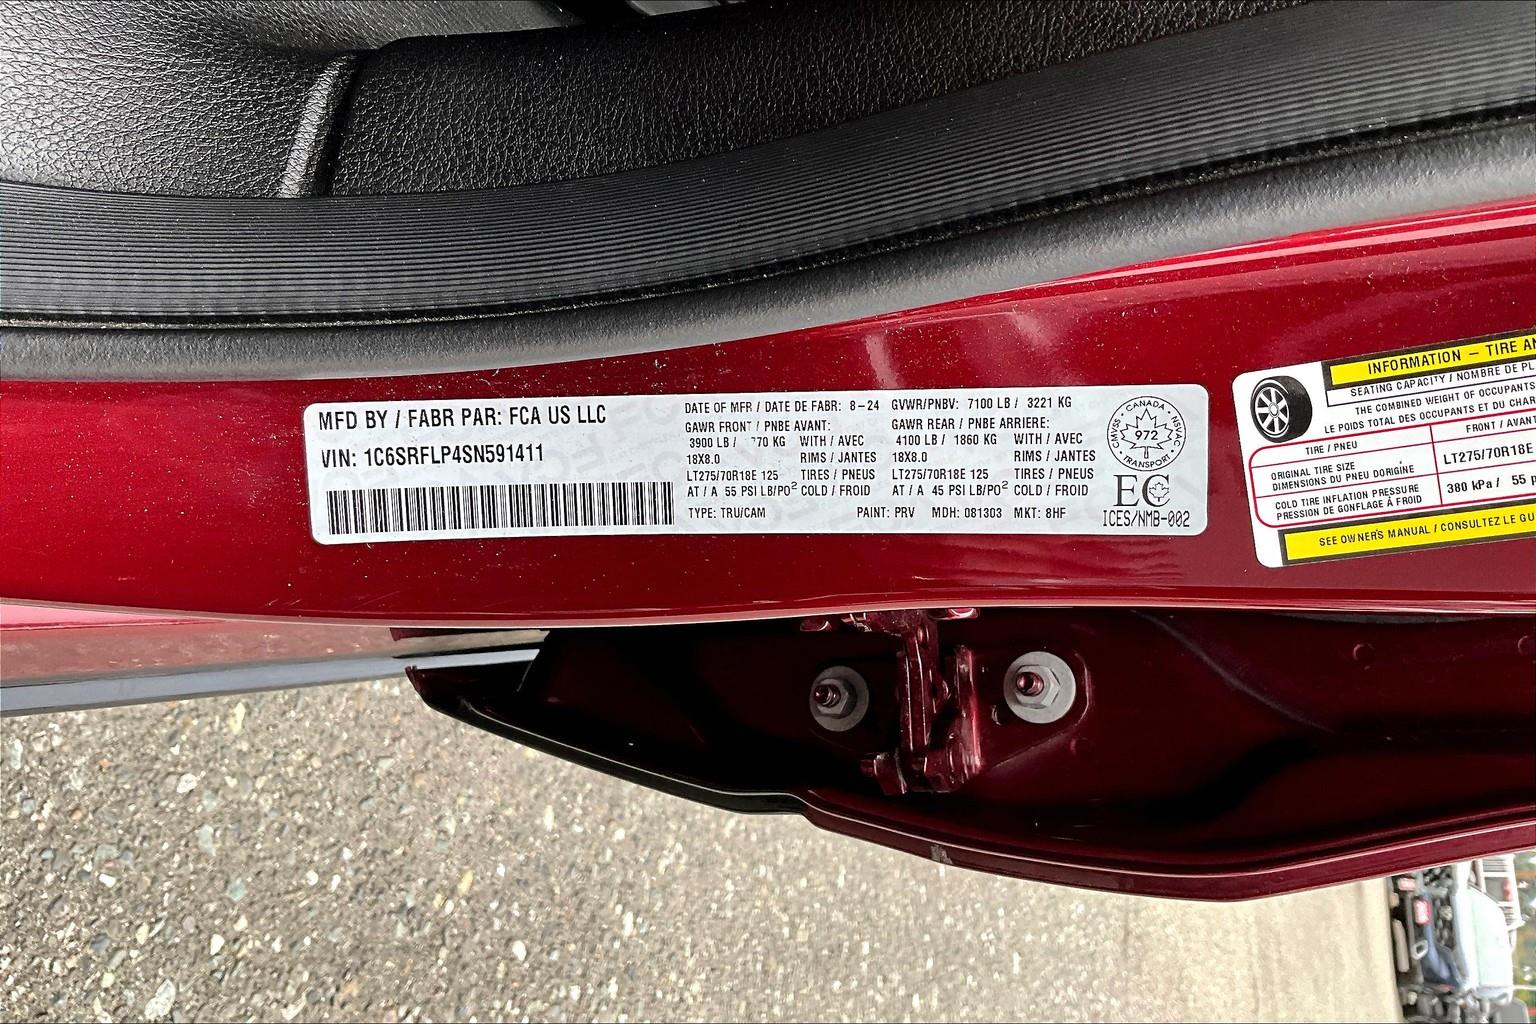 MFD BY / FABR PAR: FCA US LLC
VIN: 1C6SRFLP4SN591411
DATE OF MFR / DATE DE FABR: 8-24
GVWR/PNBV: 7100 LB / 3221 KG
GAWR FRONT / PNBE AVANT:
GAWR REAR / PNBE ARRIERE:
3900 LB / 770 KG WITH / AVEC
4100 LB / 1860 KG WITH / AVEC
18X8.0 RIMS / JANTES
18X8.0 RIMS / JANTES
LT275/70R18E 125 TIRES / PNEUS
LT275/70R18E 125 TIRES / PNEUS
AT / A 55 PSI LB/PO² COLD / FROID
AT / A 45 PSI LB/PO² COLD / FROID
TYPE: TRU/CAM PAINT: PRV MDH: 081303 MKT: 8HF
CANADA
CMVSS 972 NSVAC
TRANSPORT
EC
ICES/NMB-002
INFORMATION – TIRE AN
SEATING CAPACITY / NOMBRE DE PL
THE COMBINED WEIGHT OF OCCUPANTS
LE POIDS TOTAL DES OCCUPANTS ET DU CHAR
TIRE / PNEU
FRONT / AVANT
ORIGINAL TIRE SIZE
DIMENSIONS DU PNEU DORIGINE
LT275/70R18E
COLD TIRE INFLATION PRESSURE
PRESSION DE GONFLAGE À FROID
380 kPa / 55 p
SEE OWNER'S MANUAL / CONSULTEZ LE GU